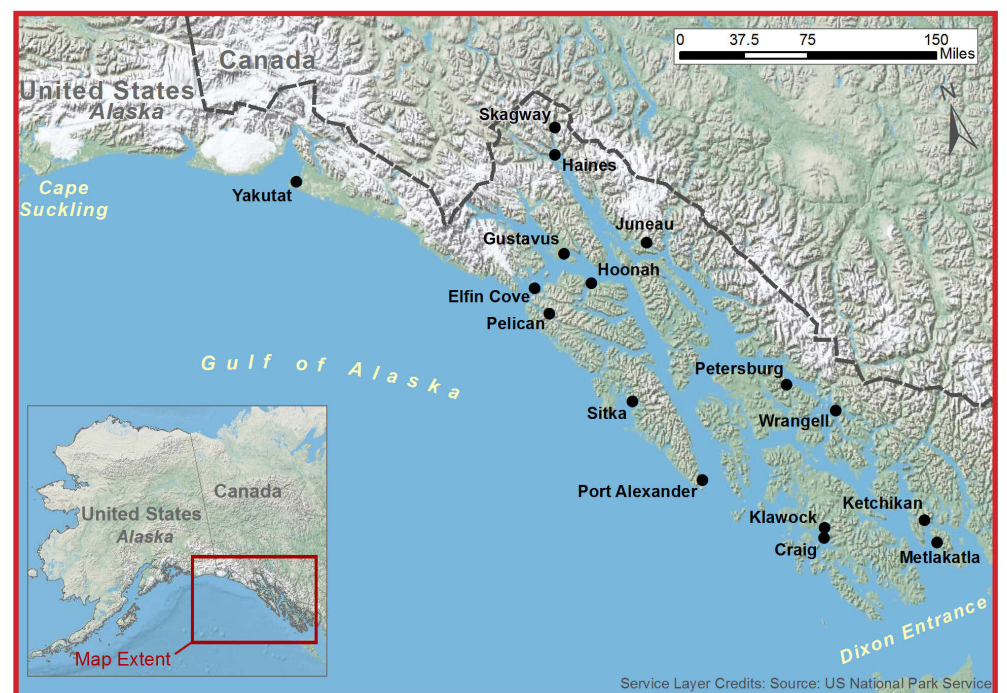 0 37.5 75 150
Miles
Canada
United States
Alaska
N
Skagway
Haines
Cape
Suckling
Yakutat
Juneau
Gustavus
Hoonah
Elfin Cove
Pelican
Gulf of Alaska
Petersburg
Sitka
Wrangell
Port Alexander
Ketchikan
Klawock
Craig
Metlakatla
Canada
United States
Alaska
Map Extent
Dixon Entrance
Service Layer Credits: Source: US National Park Service